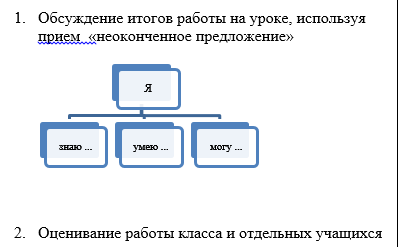 1. Обсуждение итогов работы на уроке, используя
прием «неоконченное предложение»
Я
знаю ...
умею ...
могу ...
2. Оценивание работы класса и отдельных учащихся